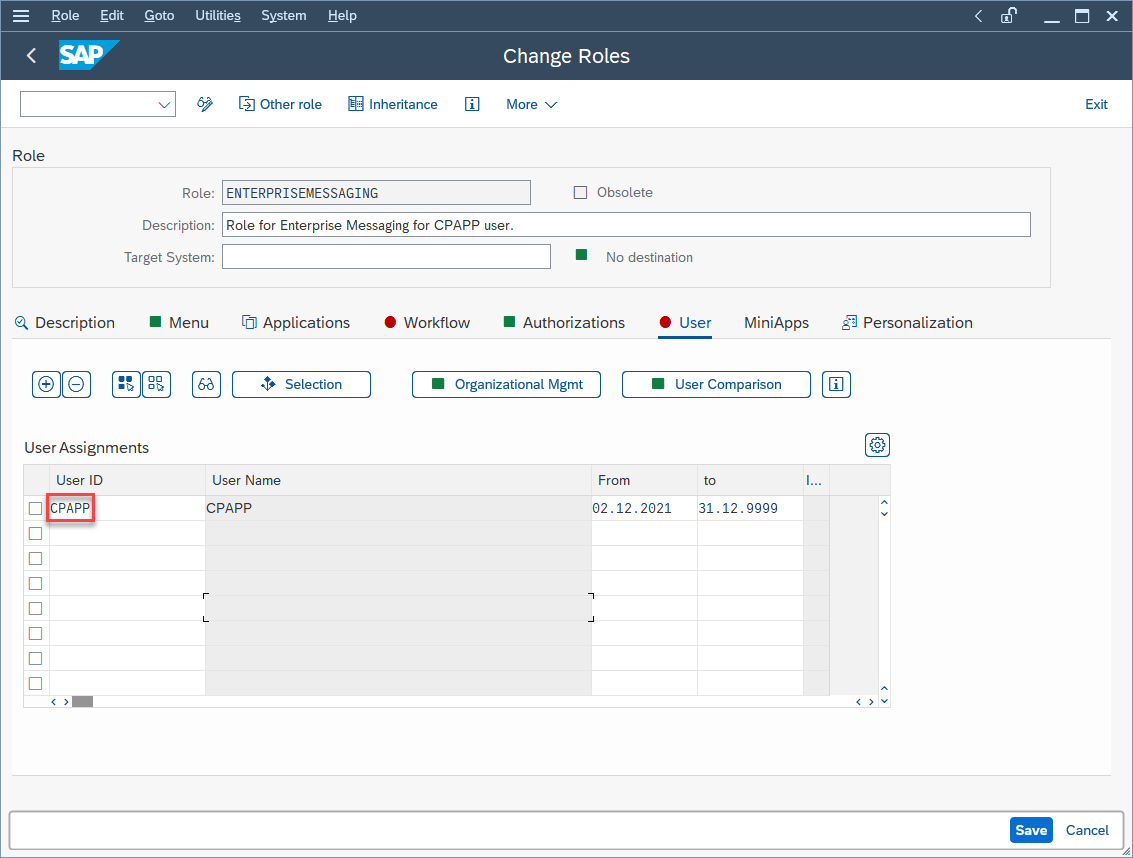 Role Edit Goto Utilities System Help
SAP Change Roles
Other role Inheritance More Exit
Role
Role: ENTERPRISEMESSAGING Obsolete
Description: Role for Enterprise Messaging for CPAPP user.
Target System: No destination
Description Menu Applications Workflow Authorizations User MiniApps Personalization
Selection Organizational Mgmt User Comparison
User Assignments
User ID User Name From to I...
CPAPP CPAPP 02.12.2021 31.12.9999
Save Cancel